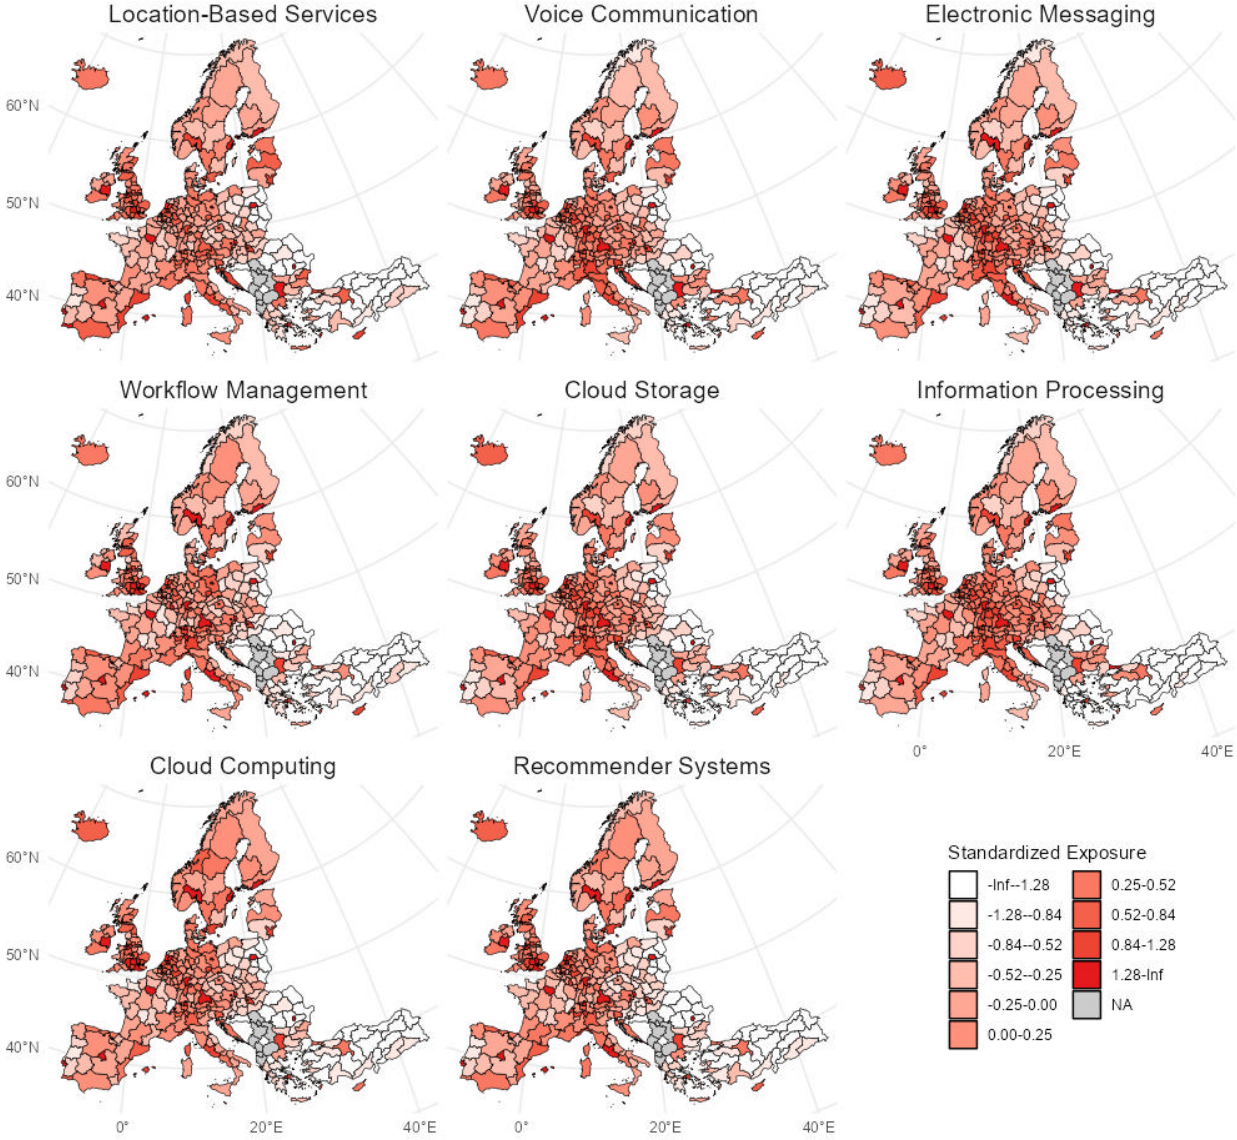 Location-Based Services
Voice Communication
Electronic Messaging
60°N
50°N
40°N
0°
20°E
40°E
Workflow Management
Cloud Storage
Information Processing
60°N
50°N
40°N
0°
20°E
40°E
Cloud Computing
Recommender Systems
60°N
50°N
40°N
0°
20°E
40°E
0°
20°E
40°E
Standardized Exposure
-Inf--1.28
-1.28--0.84
-0.84--0.52
-0.52--0.25
-0.25-0.00
0.00-0.25
0.25-0.52
0.52-0.84
0.84-1.28
1.28-Inf
NA